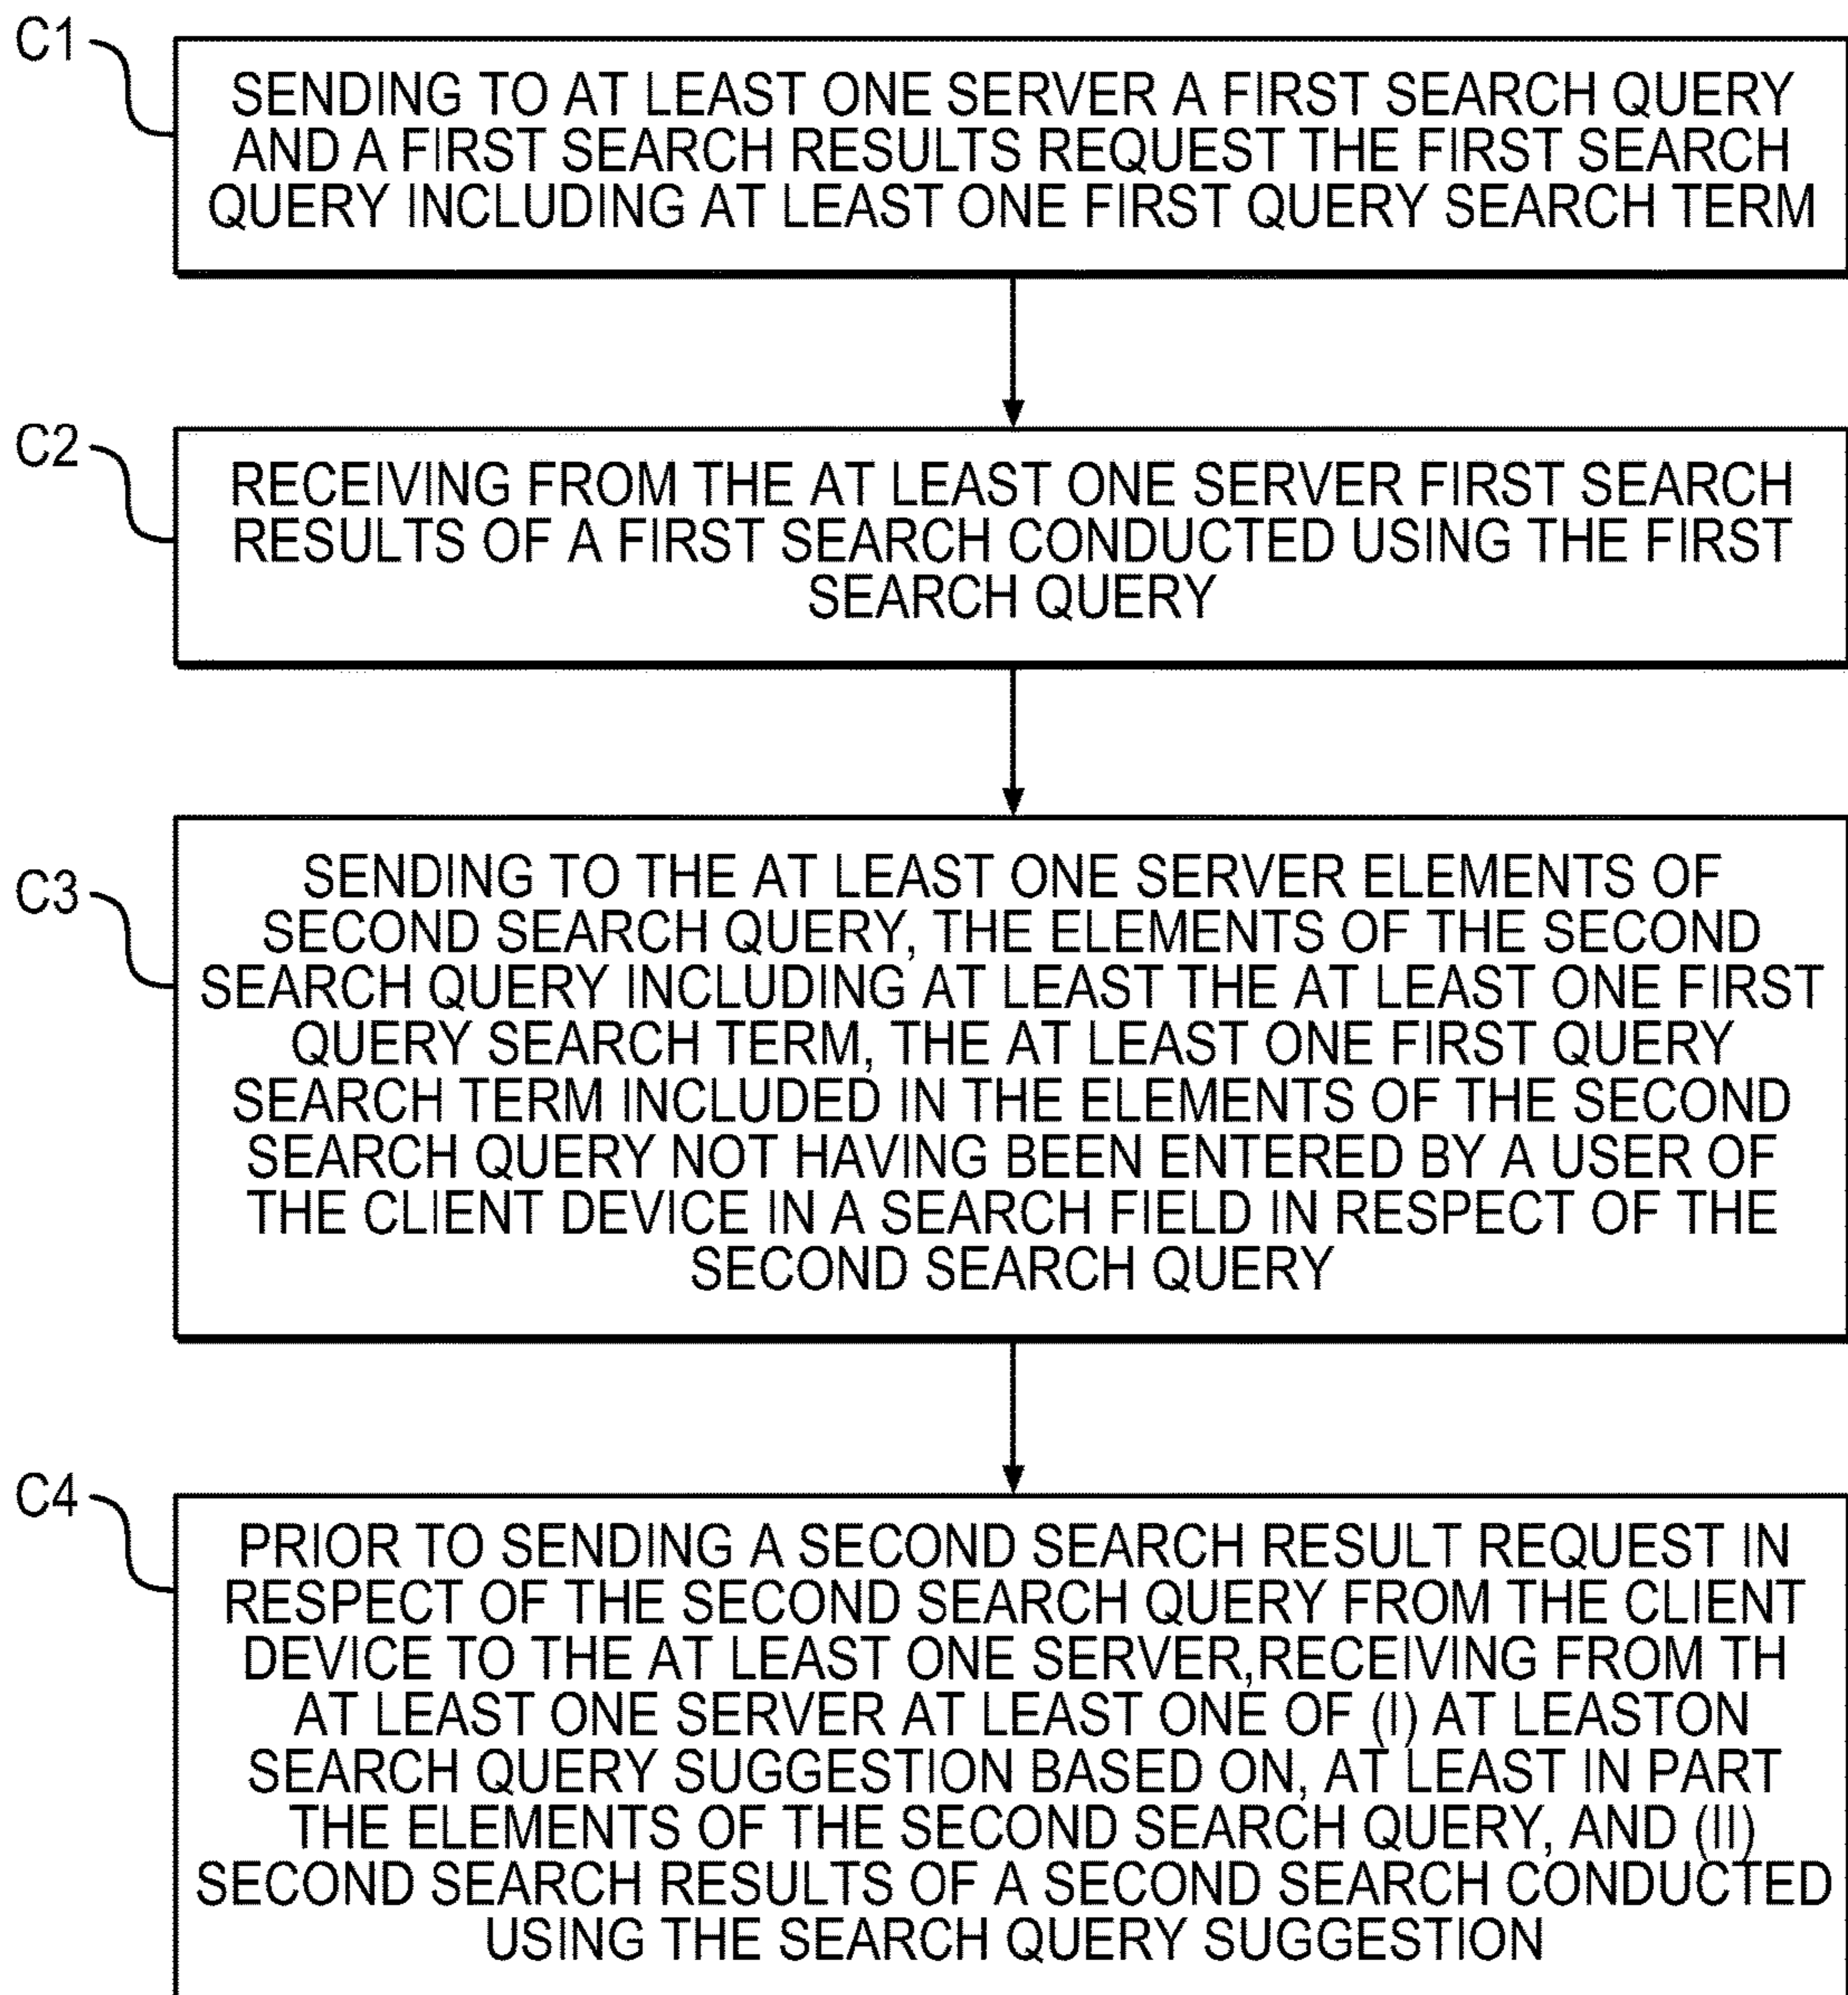 C1
SENDING TO AT LEAST ONE SERVER A FIRST SEARCH QUERY
AND A FIRST SEARCH RESULTS REQUEST THE FIRST SEARCH
QUERY INCLUDING AT LEAST ONE FIRST QUERY SEARCH TERM
C2
RECEIVING FROM THE AT LEAST ONE SERVER FIRST SEARCH
RESULTS OF A FIRST SEARCH CONDUCTED USING THE FIRST
SEARCH QUERY
C3
SENDING TO THE AT LEAST ONE SERVER ELEMENTS OF
SECOND SEARCH QUERY, THE ELEMENTS OF THE SECOND
SEARCH QUERY INCLUDING AT LEAST THE AT LEAST ONE FIRST
QUERY SEARCH TERM, THE AT LEAST ONE FIRST QUERY
SEARCH TERM INCLUDED IN THE ELEMENTS OF THE SECOND
SEARCH QUERY NOT HAVING BEEN ENTERED BY A USER OF
THE CLIENT DEVICE IN A SEARCH FIELD IN RESPECT OF THE
SECOND SEARCH QUERY
C4
PRIOR TO SENDING A SECOND SEARCH RESULT REQUEST IN
RESPECT OF THE SECOND SEARCH QUERY FROM THE CLIENT
DEVICE TO THE AT LEAST ONE SERVER,RECEIVING FROM TH
AT LEAST ONE SERVER AT LEAST ONE OF (I) AT LEASTON
SEARCH QUERY SUGGESTION BASED ON, AT LEAST IN PART
THE ELEMENTS OF THE SECOND SEARCH QUERY, AND (II)
SECOND SEARCH RESULTS OF A SECOND SEARCH CONDUCTED
USING THE SEARCH QUERY SUGGESTION